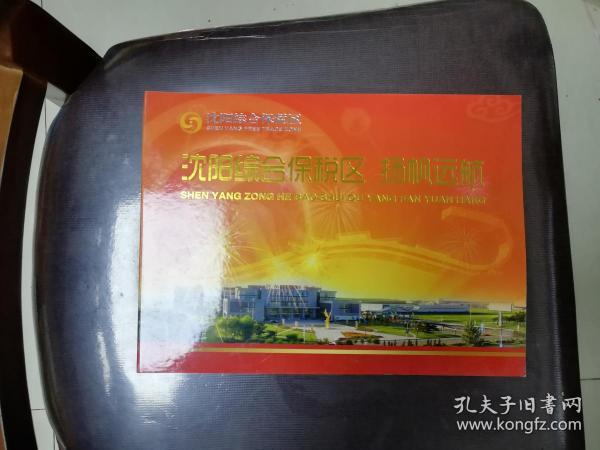 沈阳综合保税区
SHEN YANG FREE TRADE ZONE
沈阳综合保税区 扬帆远航
SHEN YANG ZONG HE BAO SHUI QU YANG FAN YUAN HANG
孔夫子旧书网
www.kongfz.com